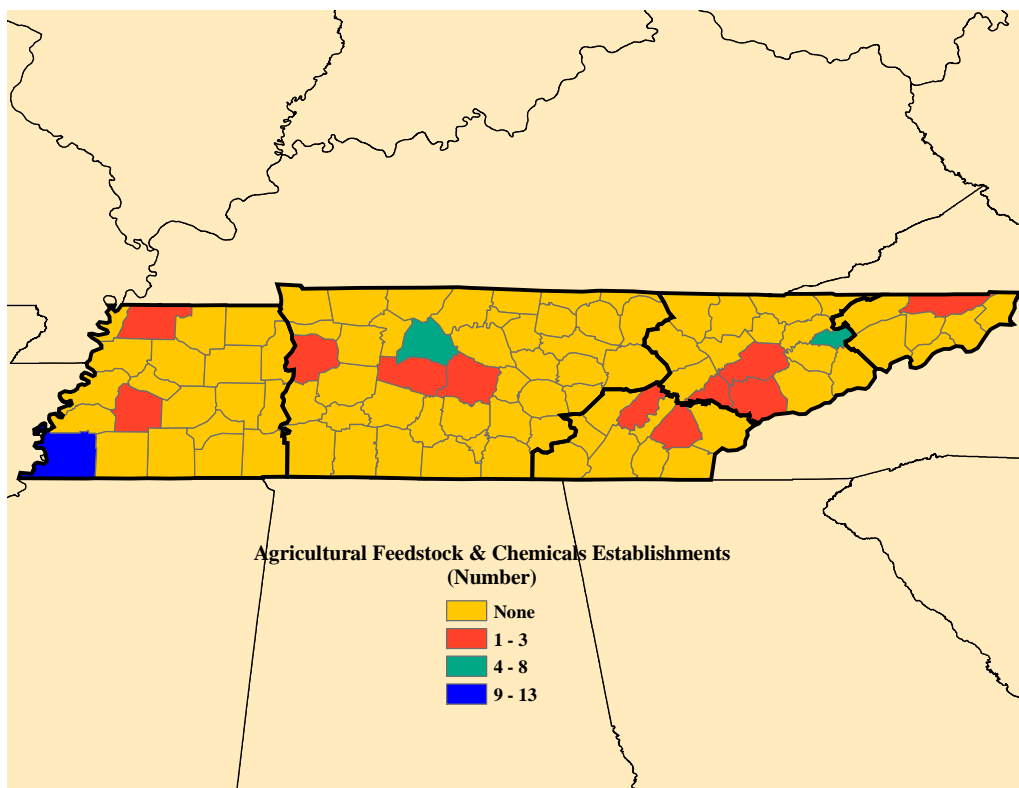 Agricultural Feedstock & Chemicals Establishments
(Number)
None
1 - 3
4 - 8
9 - 13